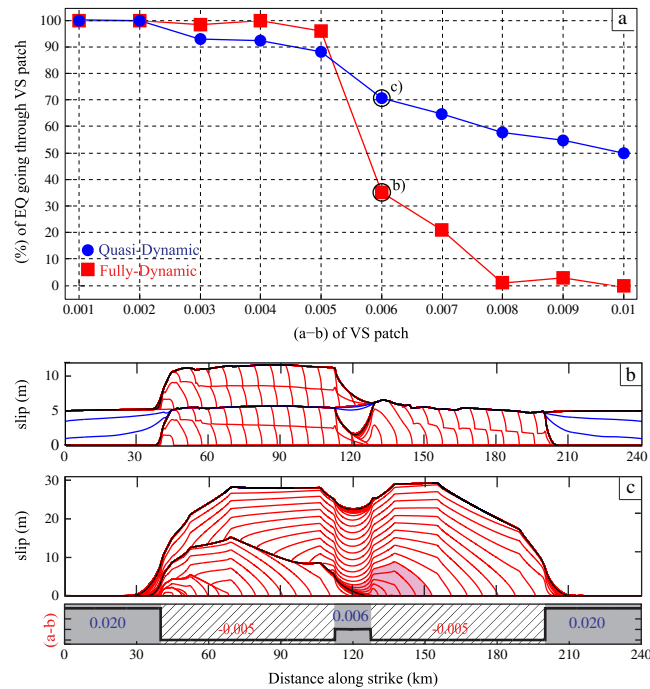 a
(%) of EQ going through VS patch
100
90
80
70
60
50
40
30
20
10
0
c)
b)
Quasi-Dynamic
Fully-Dynamic
0.001 0.002 0.003 0.004 0.005 0.006 0.007 0.008 0.009 0.01
(a−b) of VS patch
b
slip (m)
10
5
0
0 30 60 90 120 150 180 210 240
c
slip (m)
30
20
10
0
(a-b)
0.020 -0.005 0.006 -0.005 0.020
0 30 60 90 120 150 180 210 240
Distance along strike (km)